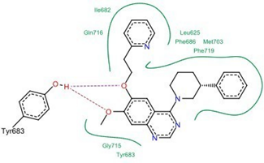 Ile682
Gln716
Leu625
Phe686 Met703
Phe719
N
H
O
O
O
N
N
N
Tyr683
Gly715
Tyr683